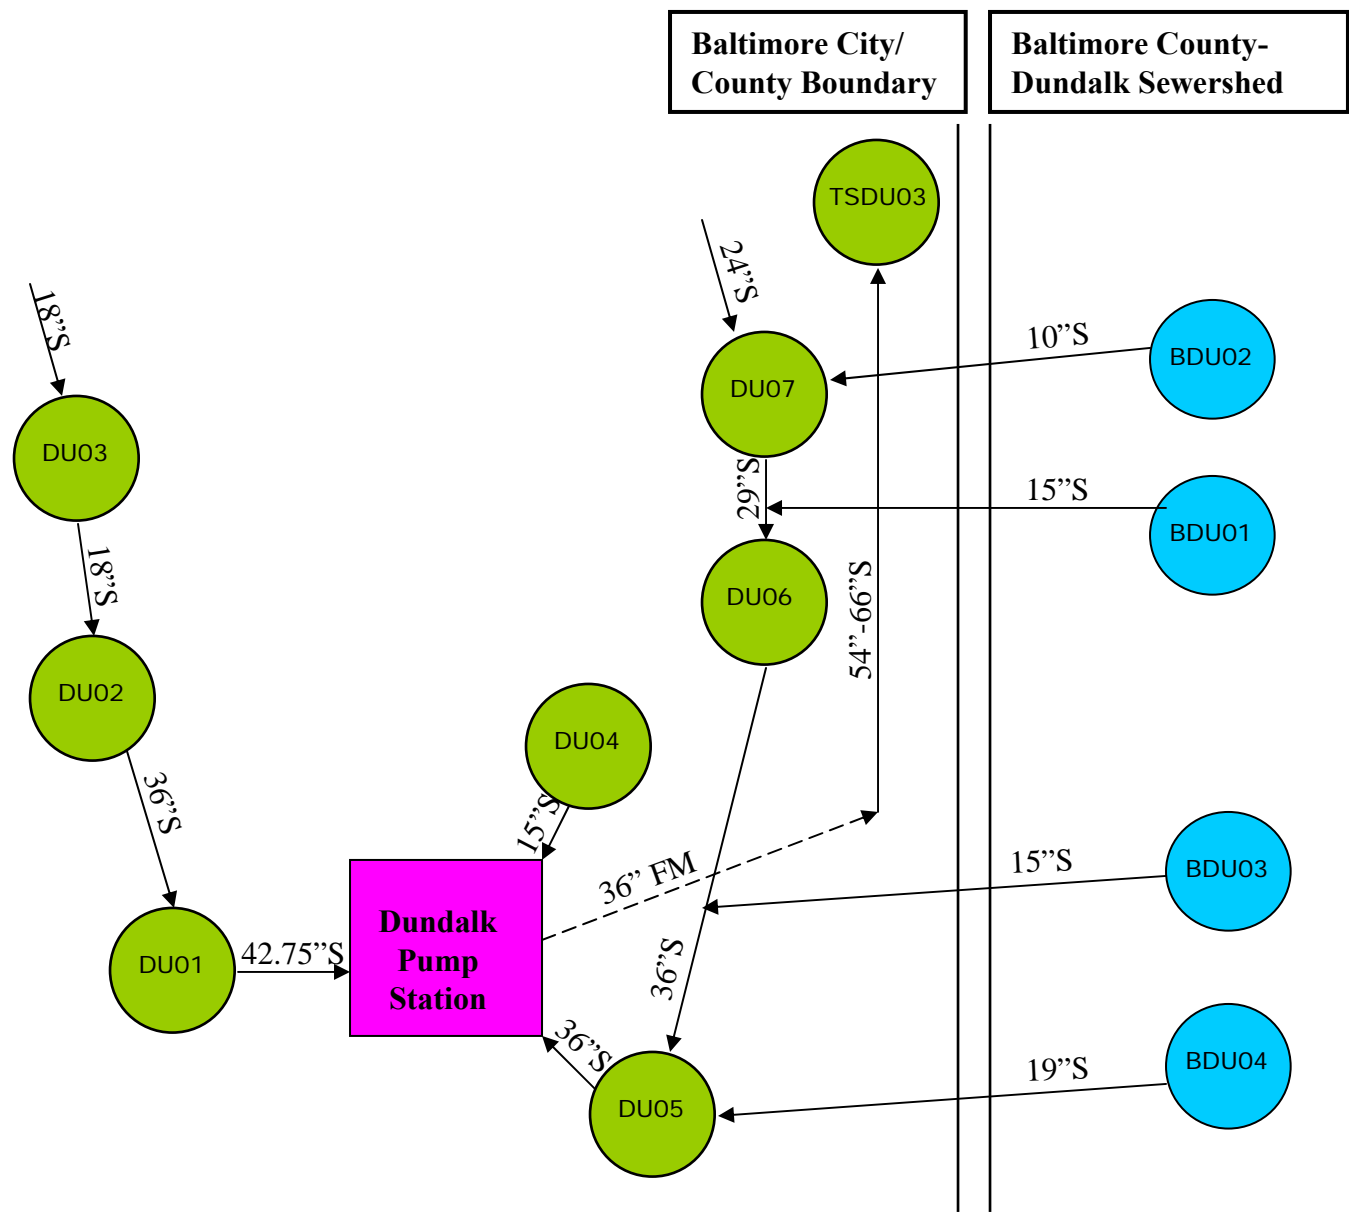 Baltimore City/
County Boundary
Baltimore County-
Dundalk Sewershed
TSDU03
24”S
18”S
10”S
BDU02
DU07
DU03
29”S
15”S
BDU01
18”S
DU06
54”-66”S
DU02
DU04
36”S
15”S
36” FM
15”S
BDU03
Dundalk
Pump
Station
42.75”S
DU01
36”S
36”S
19”S
BDU04
DU05